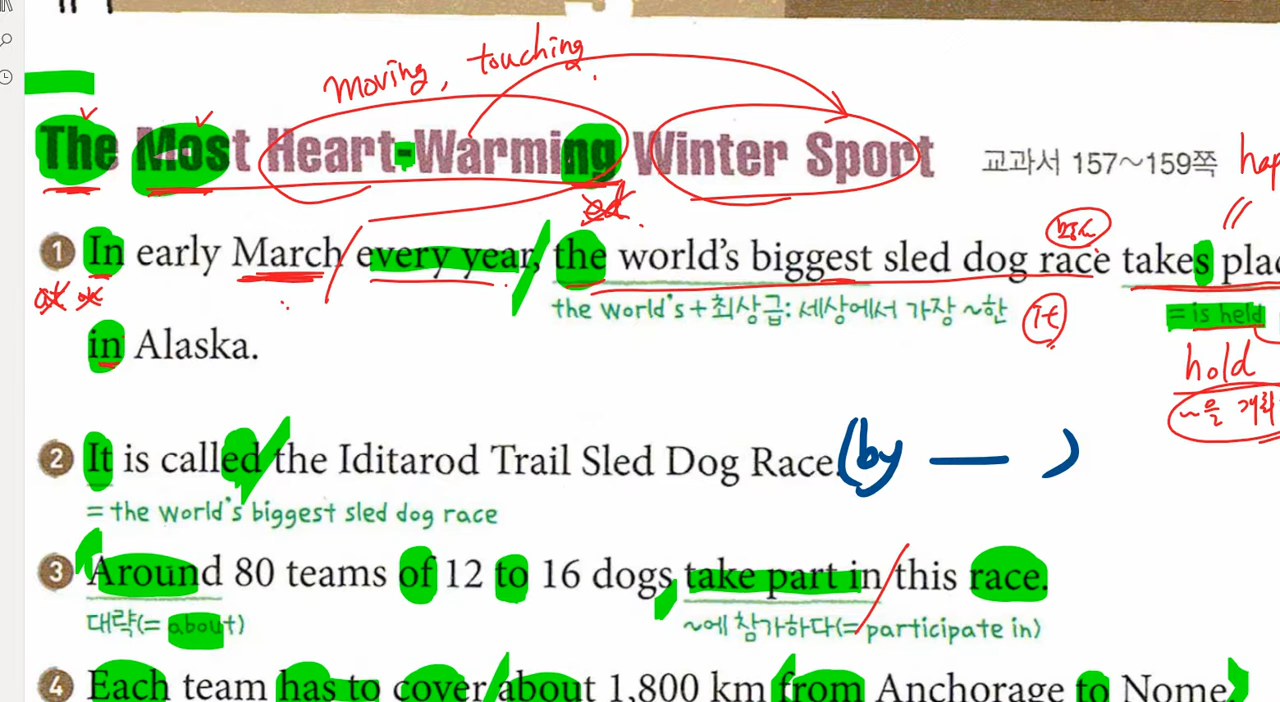 moving, touching.
The Most Heart-Warming Winter Sport 교과서 157~159쪽
ed
① In early March every year, the world's biggest sled dog race takes
the world's+최상급: 세상에서 가장 ~한
It
= is held
in Alaska.
hold
② It is called the Iditarod Trail Sled Dog Race. (by — )
= the world's biggest sled dog race
③ Around 80 teams of 12 to 16 dogs take part in this race.
대략(= about) ~에 참가하다(= participate in)
④ Each team has to cover about 1,800 km from Anchorage to Nome.